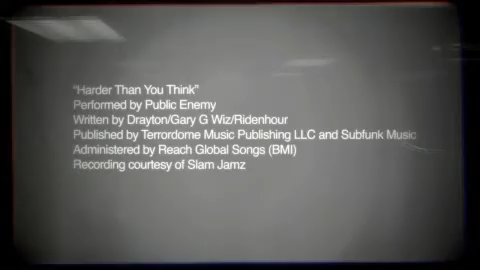 "Harder Than You Think"
Performed by Public Enemy
Written by Drayton/Gary G Wiz/Ridenhour
Published by Terrordome Music Publishing LLC and Subfunk Music
Administered by Reach Global Songs (BMI)
Recording courtesy of Slam Jamz